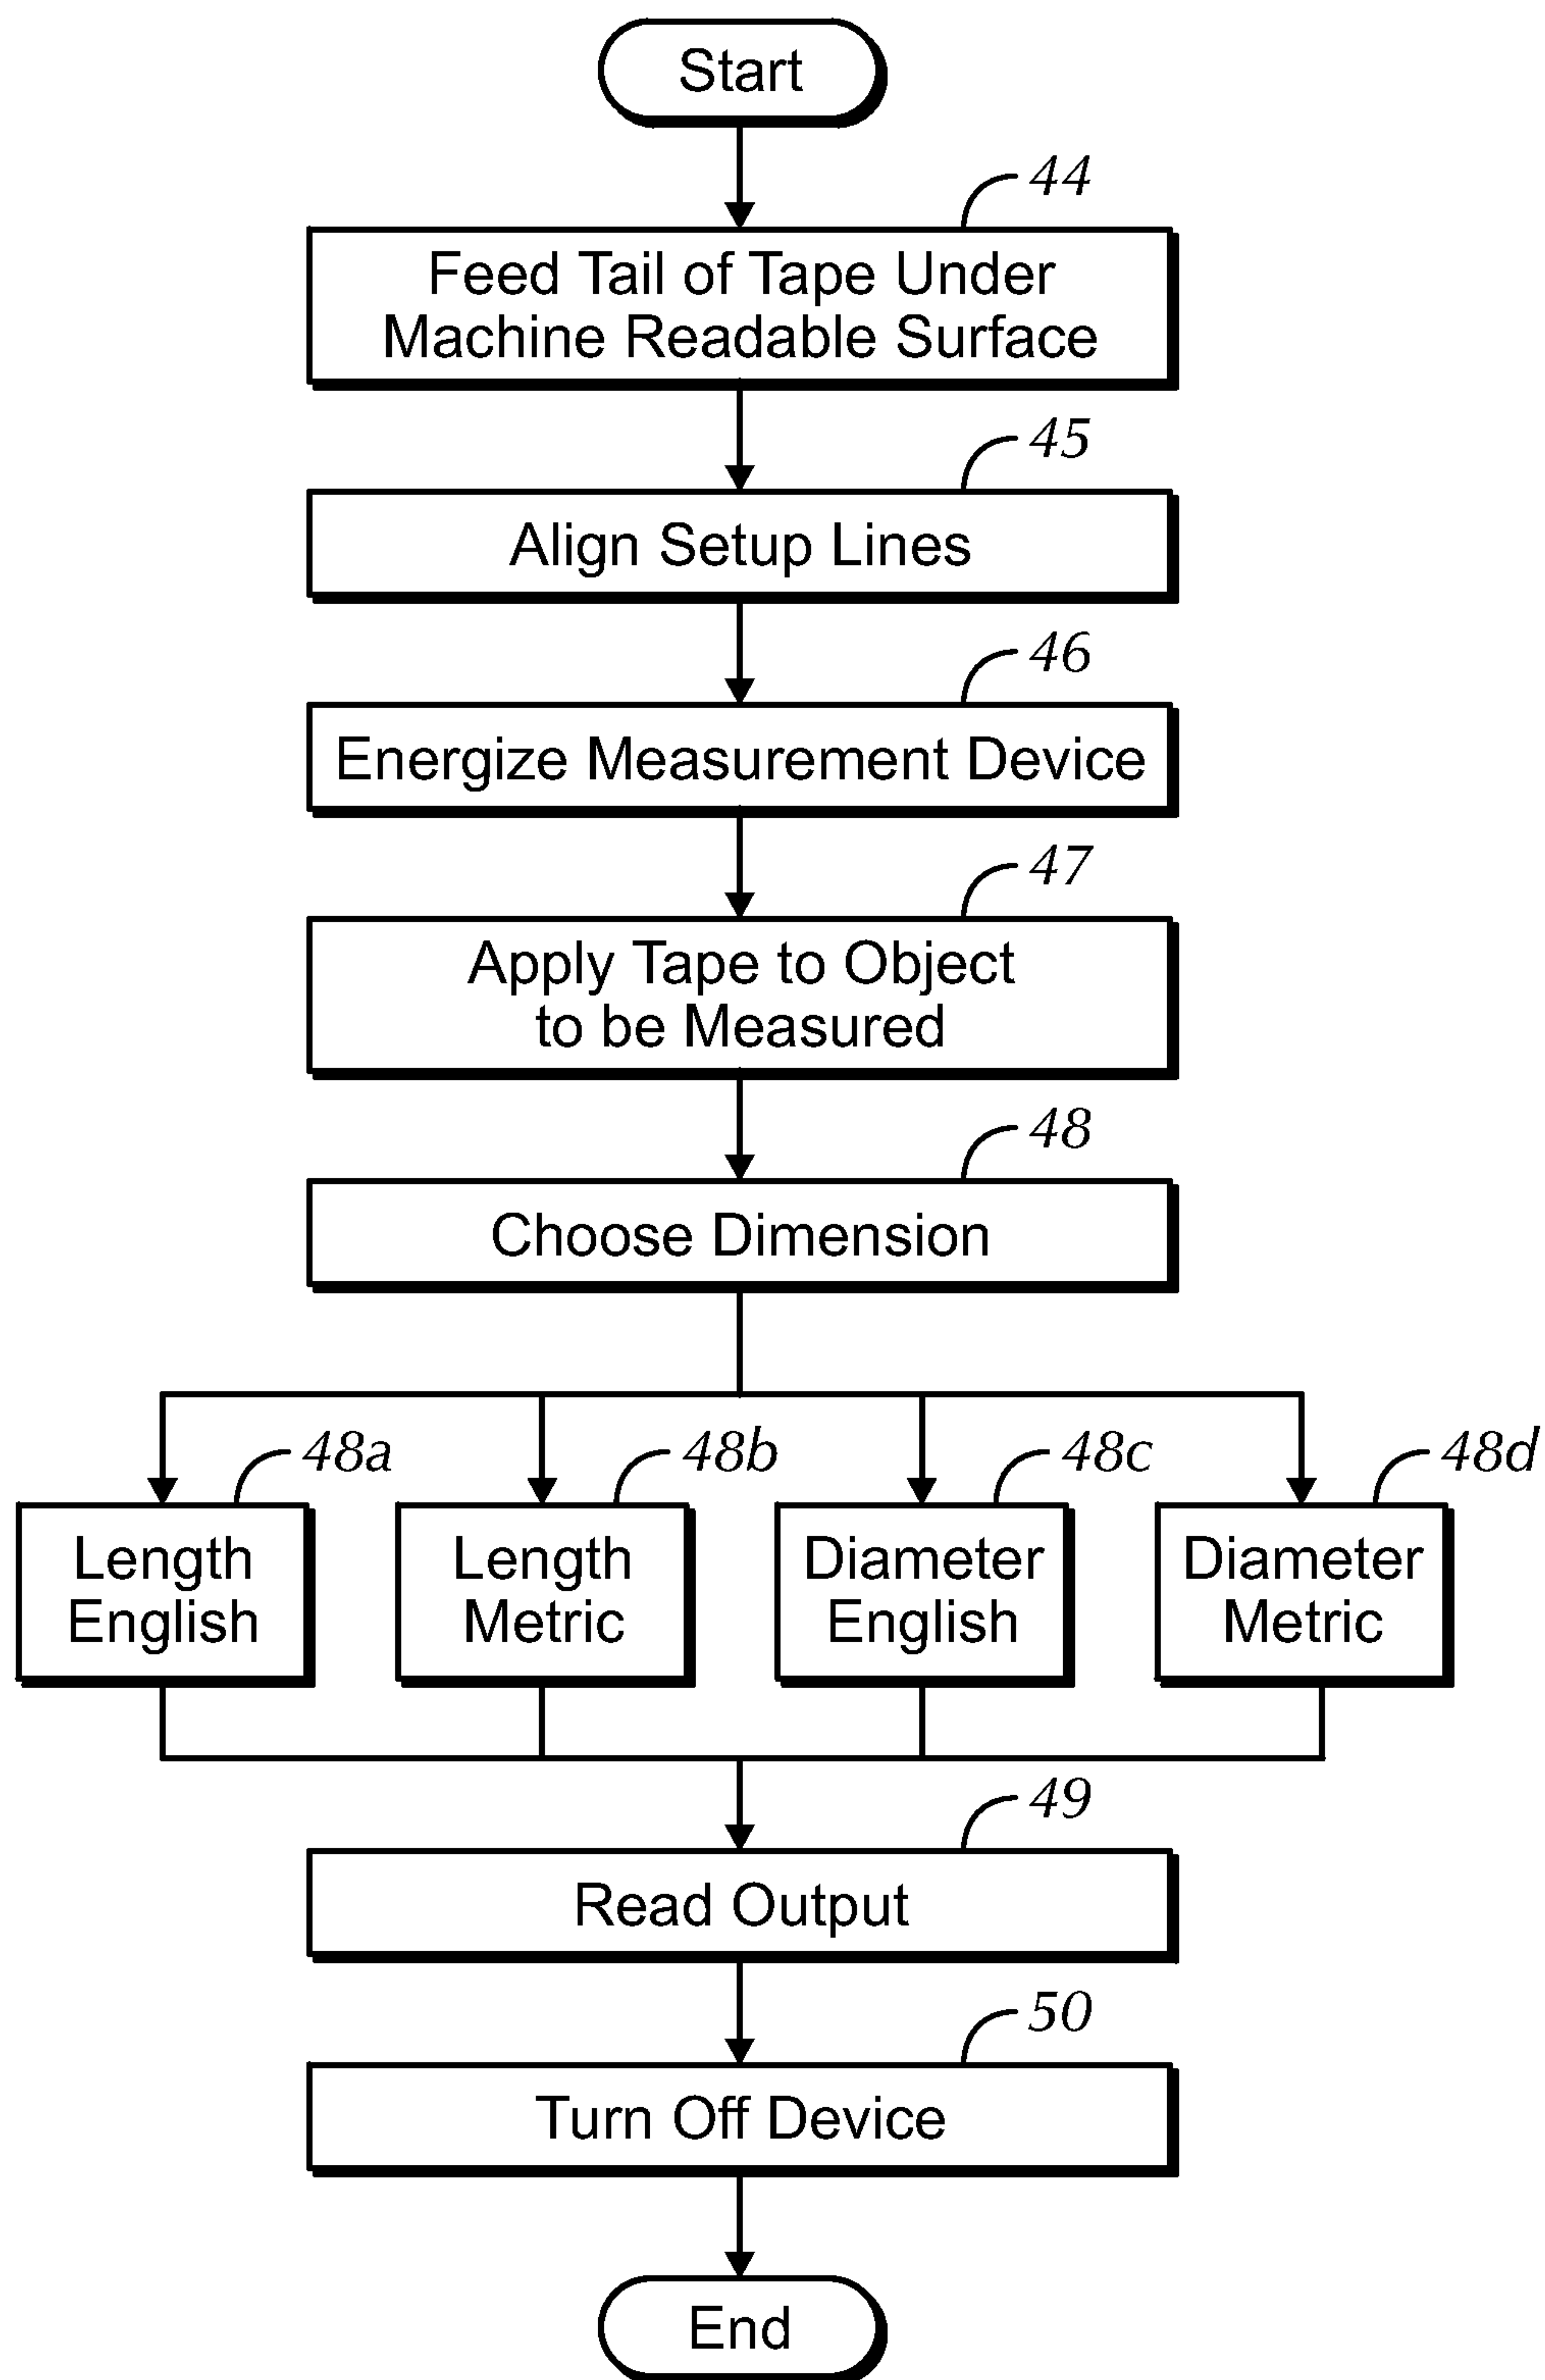 Start
44
Feed Tail of Tape Under
Machine Readable Surface
45
Align Setup Lines
46
Energize Measurement Device
47
Apply Tape to Object
to be Measured
48
Choose Dimension
48a
48b
48c
48d
Length
English
Length
Metric
Diameter
English
Diameter
Metric
49
Read Output
50
Turn Off Device
End